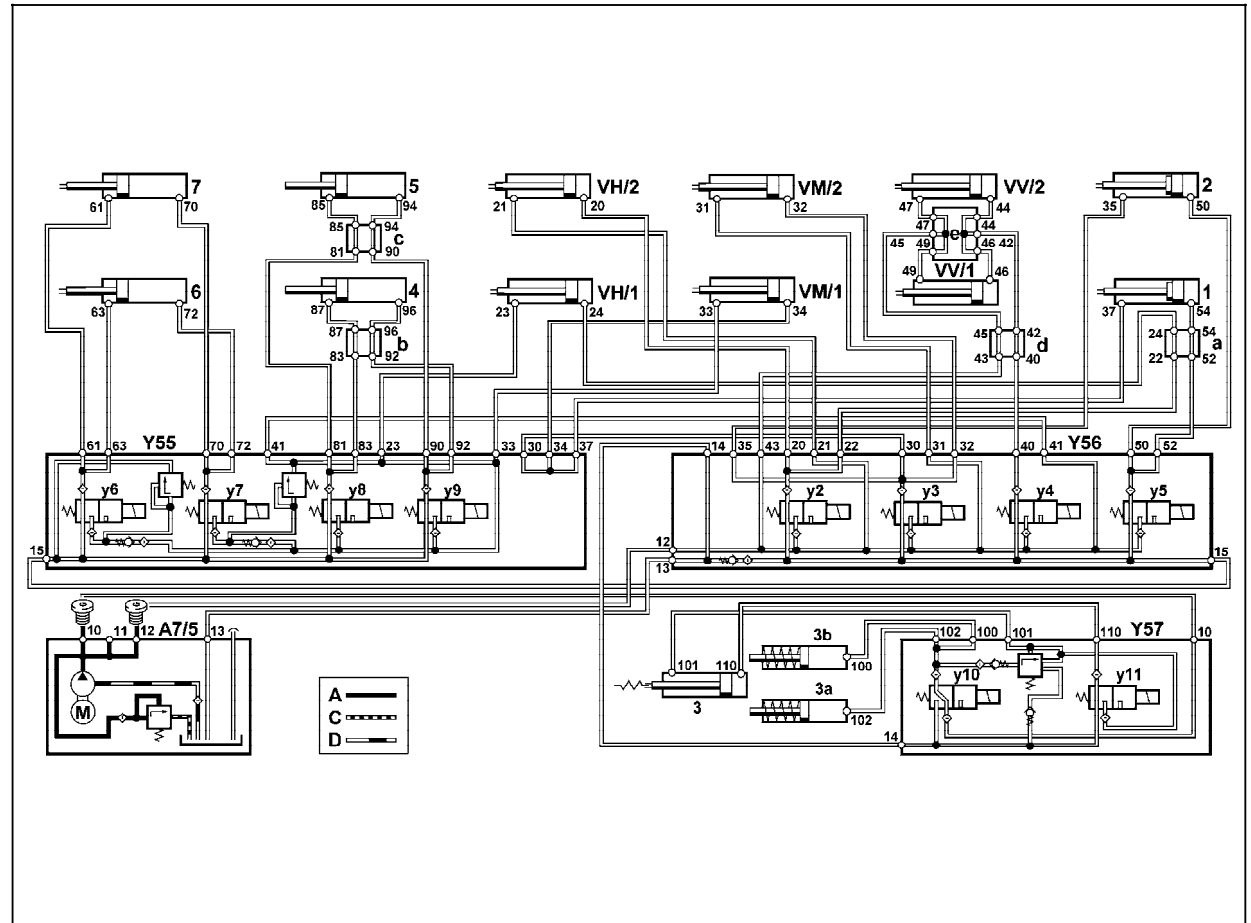 7 5 VH/2 VM/2 VV/2 2
61 70 85 94 21 20 31 32 47 44 35 50
85 94 47 44
c e
81 90 45 49 46 42
VV/1
6 4 VH/1 VM/1 49 46 1
63 72 87 96 23 24 33 34 37 54
87 96 45 42 24 54
b d a
83 92 43 40 22 52
61 63 Y55 70 72 41 81 83 23 90 92 33 30 34 37 14 35 43 20 21 22 30 31 32 40 41 Y56 50 52
y6 y7 y8 y9 y2 y3 y4 y5
15 12 13 15
10 11 12 A7/5 13
M
A
C
D
3b 102 100 101 110 Y57 10
101 110 100
3 3a y10 y11
102
14